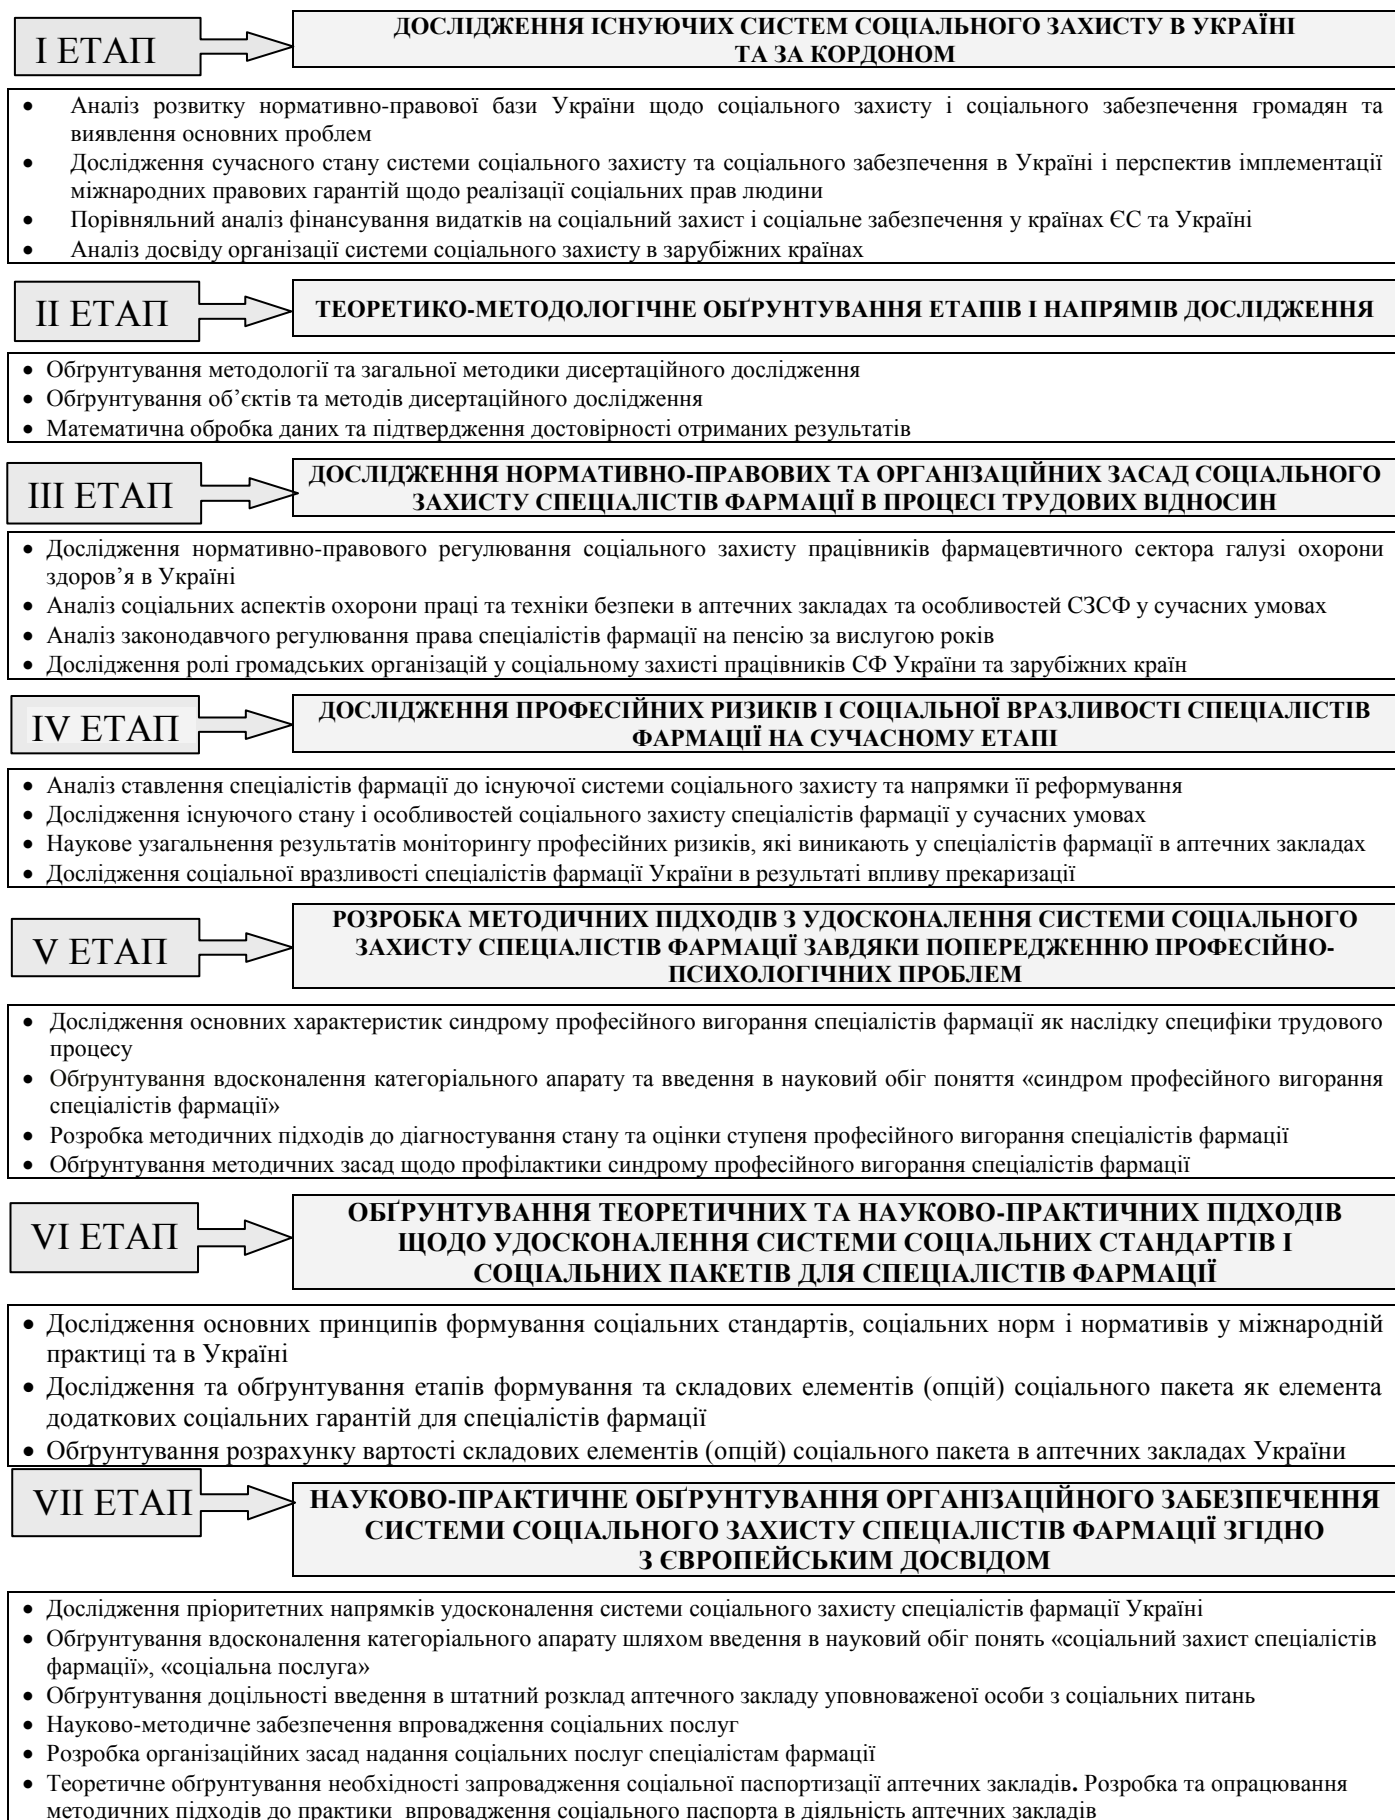 І ЕТАП
ДОСЛІДЖЕННЯ ІСНУЮЧИХ СИСТЕМ СОЦІАЛЬНОГО ЗАХИСТУ В УКРАЇНІ
ТА ЗА КОРДОНОМ
• Аналіз розвитку нормативно-правової бази України щодо соціального захисту і соціального забезпечення громадян та
виявлення основних проблем
• Дослідження сучасного стану системи соціального захисту та соціального забезпечення в Україні і перспектив імплементації
міжнародних правових гарантій щодо реалізації соціальних прав людини
• Порівняльний аналіз фінансування видатків на соціальний захист і соціальне забезпечення у країнах ЄС та Україні
• Аналіз досвіду організації системи соціального захисту в зарубіжних країнах
ІІ ЕТАП
ТЕОРЕТИКО-МЕТОДОЛОГІЧНЕ ОБҐРУНТУВАННЯ ЕТАПІВ І НАПРЯМІВ ДОСЛІДЖЕННЯ
• Обґрунтування методології та загальної методики дисертаційного дослідження
• Обґрунтування об’єктів та методів дисертаційного дослідження
• Математична обробка даних та підтвердження достовірності отриманих результатів
ІІІ ЕТАП
ДОСЛІДЖЕННЯ НОРМАТИВНО-ПРАВОВИХ ТА ОРГАНІЗАЦІЙНИХ ЗАСАД СОЦІАЛЬНОГО
ЗАХИСТУ СПЕЦІАЛІСТІВ ФАРМАЦІЇ В ПРОЦЕСІ ТРУДОВИХ ВІДНОСИН
• Дослідження нормативно-правового регулювання соціального захисту працівників фармацевтичного сектора галузі охорони
здоров’я в Україні
• Аналіз соціальних аспектів охорони праці та техніки безпеки в аптечних закладах та особливостей СЗСФ у сучасних умовах
• Аналіз законодавчого регулювання права спеціалістів фармації на пенсію за вислугою років
• Дослідження ролі громадських організацій у соціальному захисті працівників СФ України та зарубіжних країн
IV ЕТАП
ДОСЛІДЖЕННЯ ПРОФЕСІЙНИХ РИЗИКІВ І СОЦІАЛЬНОЇ ВРАЗЛИВОСТІ СПЕЦІАЛІСТІВ
ФАРМАЦІЇ НА СУЧАСНОМУ ЕТАПІ
• Аналіз ставлення спеціалістів фармації до існуючої системи соціального захисту та напрямки її реформування
• Дослідження існуючого стану і особливостей соціального захисту спеціалістів фармації у сучасних умовах
• Наукове узагальнення результатів моніторингу професійних ризиків, які виникають у спеціалістів фармації в аптечних закладах
• Дослідження соціальної вразливості спеціалістів фармації України в результаті впливу прекаризації
V ЕТАП
РОЗРОБКА МЕТОДИЧНИХ ПІДХОДІВ З УДОСКОНАЛЕННЯ СИСТЕМИ СОЦІАЛЬНОГО
ЗАХИСТУ СПЕЦІАЛІСТІВ ФАРМАЦІЇ ЗАВДЯКИ ПОПЕРЕДЖЕННЮ ПРОФЕСІЙНО-
ПСИХОЛОГІЧНИХ ПРОБЛЕМ
• Дослідження основних характеристик синдрому професійного вигорання спеціалістів фармації як наслідку специфіки трудового
процесу
• Обґрунтування вдосконалення категоріального апарату та введення в науковий обіг поняття «синдром професійного вигорання
спеціалістів фармації»
• Розробка методичних підходів до діагностування стану та оцінки ступеня професійного вигорання спеціалістів фармації
• Обґрунтування методичних засад щодо профілактики синдрому професійного вигорання спеціалістів фармації
VI ЕТАП
ОБҐРУНТУВАННЯ ТЕОРЕТИЧНИХ ТА НАУКОВО-ПРАКТИЧНИХ ПІДХОДІВ
ЩОДО УДОСКОНАЛЕННЯ СИСТЕМИ СОЦІАЛЬНИХ СТАНДАРТІВ І
СОЦІАЛЬНИХ ПАКЕТІВ ДЛЯ СПЕЦІАЛІСТІВ ФАРМАЦІЇ
• Дослідження основних принципів формування соціальних стандартів, соціальних норм і нормативів у міжнародній
практиці та в Україні
• Дослідження та обґрунтування етапів формування та складових елементів (опцій) соціального пакета як елемента
додаткових соціальних гарантій для спеціалістів фармації
• Обґрунтування розрахунку вартості складових елементів (опцій) соціального пакета в аптечних закладах України
VII ЕТАП
НАУКОВО-ПРАКТИЧНЕ ОБҐРУНТУВАННЯ ОРГАНІЗАЦІЙНОГО ЗАБЕЗПЕЧЕННЯ
СИСТЕМИ СОЦІАЛЬНОГО ЗАХИСТУ СПЕЦІАЛІСТІВ ФАРМАЦІЇ ЗГІДНО
З ЄВРОПЕЙСЬКИМ ДОСВІДОМ
• Дослідження пріоритетних напрямків удосконалення системи соціального захисту спеціалістів фармації Україні
• Обґрунтування вдосконалення категоріального апарату шляхом введення в науковий обіг понять «соціальний захист спеціалістів
фармації», «соціальна послуга»
• Обґрунтування доцільності введення в штатний розклад аптечного закладу уповноваженої особи з соціальних питань
• Науково-методичне забезпечення впровадження соціальних послуг
• Розробка організаційних засад надання соціальних послуг спеціалістам фармації
• Теоретичне обґрунтування необхідності запровадження соціальної паспортизації аптечних закладів. Розробка та опрацювання
методичних підходів до практики впровадження соціального паспорта в діяльність аптечних закладів